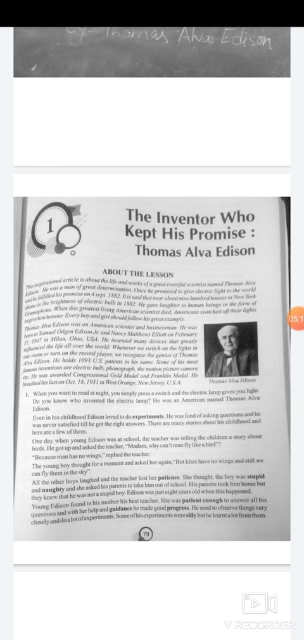 By- Thomas Alva Edison
1
The Inventor Who
Kept His Promise :
Thomas Alva Edison
ABOUT THE LESSON
This inspirational article is about the life and works of a great eventful scientist named Thomas Alva
Edison. He was a man of great determination. Once he promised to give electric light to the world
and he fulfilled his promise on 4 sept. 1882. It is said that near about nine hundred houses in New York
shone in the brightness of electric bulb in 1882. He gave laughter to human beings in the form of
Gramophone. When that greatest living American scientist died, Americans switched off their lights
to give him honour. Every boy and girl should follow his great example.
Thomas Alva Edison was an American scientist and businessman. He was
born to Samuel Odgen Edison Jr. and Nancy Matthews Elliott on February
11, 1847 in Milan, Ohio, USA. He invented many devices that greatly
influenced the life all over the world. Whenever we switch on the lights in
our room or turn on the record player, we recognize the genius of Thomas
Alva Edison. He holds 1093 U.S. patents in his name. Some of his most
famous inventions are electric bulb, phonograph, the motion picture camera
etc. He was awarded Congressional Gold Medal and Franklin Medal. He
breathed his last on Oct. 18, 1931 in West Orange, New Jersey, U.S.A.
Thomas Alva Edison
1. When you want to read at night, you simply press a switch and the electric lamp gives you light.
Do you know who invented the electric lamp? He was an American named Thomas Alva
Edison.
Even in his childhood Edison loved to do experiments. He was fond of asking questions and he
was never satisfied till he got the right answers. There are many stories about his childhood and
here are a few of them.
One day when young Edison was at school, the teacher was telling the children a story about
birds. He got up and asked the teacher, "Madam, why can't man fly like a bird"?
"Because man has no wings," replied the teacher.
The young boy thought for a moment and asked her again, "But kites have no wings and still we
can fly them in the sky"
All the other boys laughed and the teacher lost her patience. She thought, the boy was stupid
and naughty and she asked his parents to take him out of school. His parents took him home but
they knew that he was not a stupid boy. Edison was just eight years old when this happened.
Young Edison found in his mother his best teacher. She was patient enough to answer all his
questions and with her help and guidance he made good progress. He used to observe things very
closely and do a lot of experiments. Some of his experiments were silly but he learnt a lot from them.
79
05:1
V RECORDER